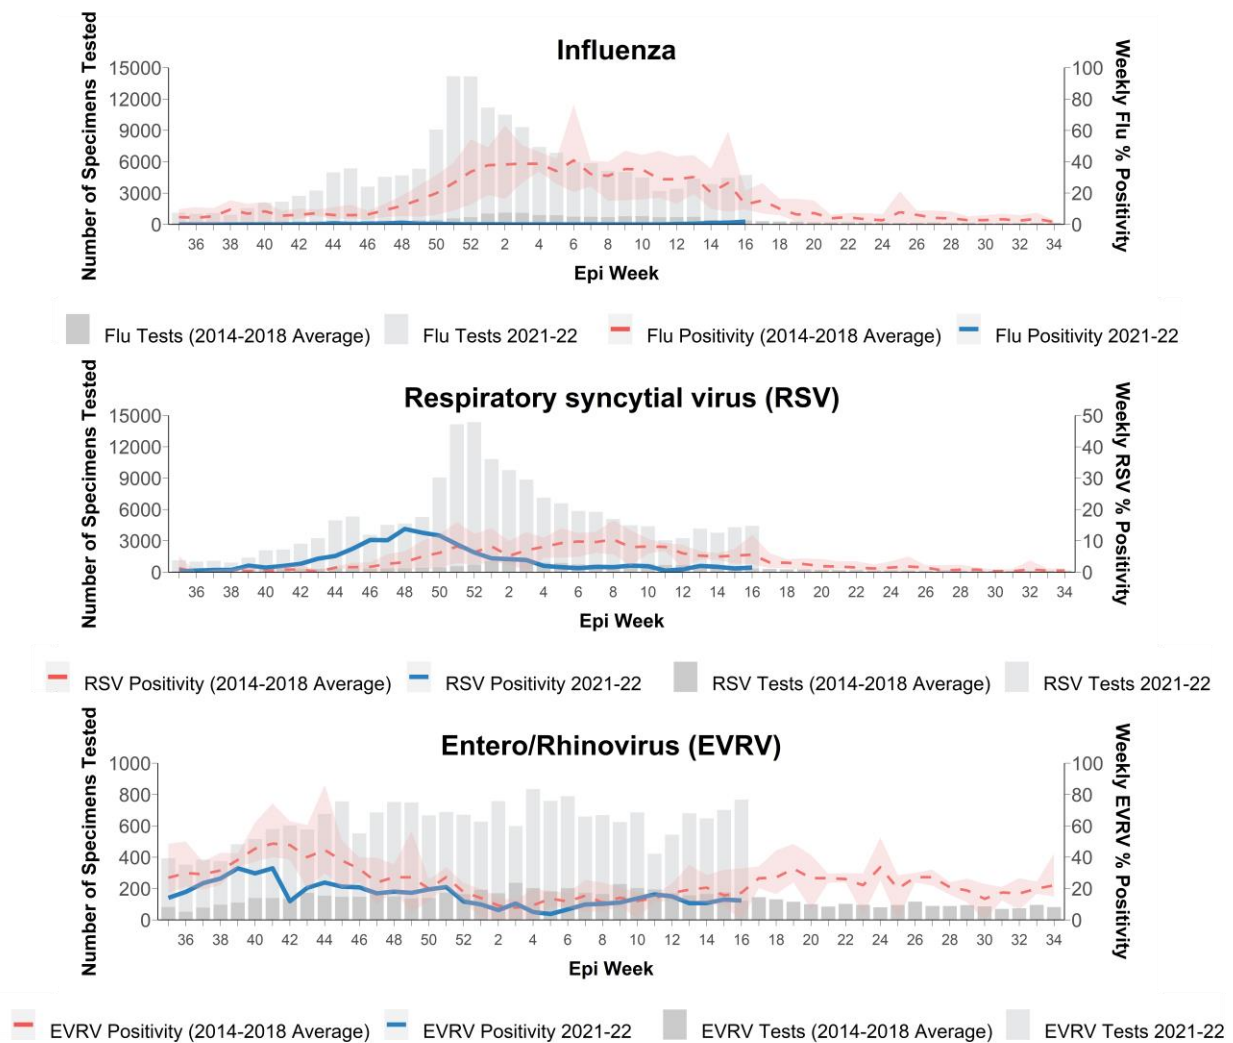 Influenza
Number of Specimens Tested
15000
12000
9000
6000
3000
0
100
80
60
40
20
0
Weekly Flu % Positivity
36 38 40 42 44 46 48 50 52 2 4 6 8 10 12 14 16 18 20 22 24 26 28 30 32 34
Epi Week
Flu Tests (2014-2018 Average) Flu Tests 2021-22 Flu Positivity (2014-2018 Average) Flu Positivity 2021-22
Respiratory syncytial virus (RSV)
Number of Specimens Tested
15000
12000
9000
6000
3000
0
50
40
30
20
10
0
Weekly RSV % Positivity
36 38 40 42 44 46 48 50 52 2 4 6 8 10 12 14 16 18 20 22 24 26 28 30 32 34
Epi Week
RSV Positivity (2014-2018 Average) RSV Positivity 2021-22 RSV Tests (2014-2018 Average) RSV Tests 2021-22
Entero/Rhinovirus (EVRV)
Number of Specimens Tested
1000
800
600
400
200
0
100
80
60
40
20
0
Weekly EVRV % Positivity
36 38 40 42 44 46 48 50 52 2 4 6 8 10 12 14 16 18 20 22 24 26 28 30 32 34
Epi Week
EVRV Positivity (2014-2018 Average) EVRV Positivity 2021-22 EVRV Tests (2014-2018 Average) EVRV Tests 2021-22